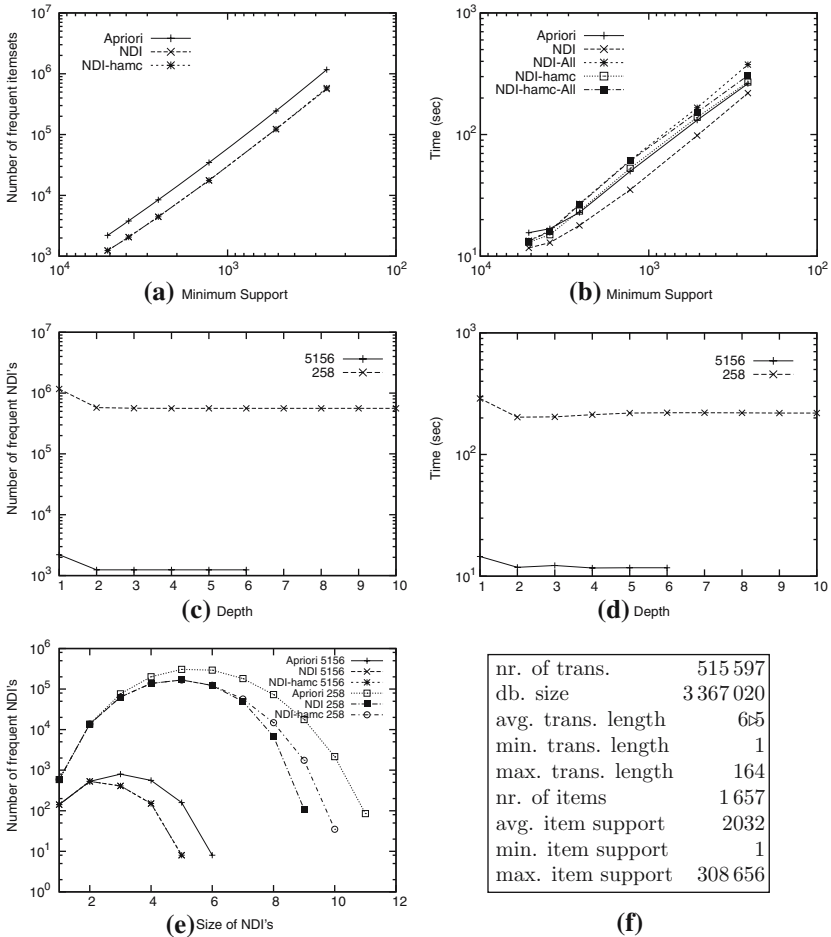 Number of frequent itemsets
10^7
10^6
10^5
10^4
10^3
10^4
10^3
10^2
Apriori
NDI
NDI-hamc
(a) Minimum Support
Time (sec)
10^3
10^2
10^1
10^4
10^3
10^2
Apriori
NDI
NDI-All
NDI-hamc
NDI-hamc-All
(b) Minimum Support
Number of frequent NDI's
10^7
10^6
10^5
10^4
10^3
1 2 3 4 5 6 7 8 9 10
5156
258
(c) Depth
Time (sec)
10^3
10^2
10^1
1 2 3 4 5 6 7 8 9 10
5156
258
(d) Depth
Number of frequent NDI's
10^6
10^5
10^4
10^3
10^2
10^1
10^0
2 4 6 8 10 12
Apriori 5156
NDI 5156
NDI-hamc 5156
Apriori 258
NDI 258
NDI-hamc 258
(e) Size of NDI's
nr. of trans. 515 597
db. size 3 367 020
avg. trans. length 6▷5
min. trans. length 1
max. trans. length 164
nr. of items 1 657
avg. item support 2032
min. item support 1
max. item support 308 656
(f)